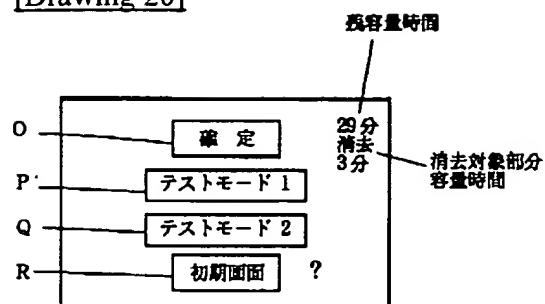 [Drawing 20]
残容量時間
O
確 定
29分
消去
3分
消去対象部分
容量時間
P
テストモード 1
Q
テストモード 2
R
初期画面
?